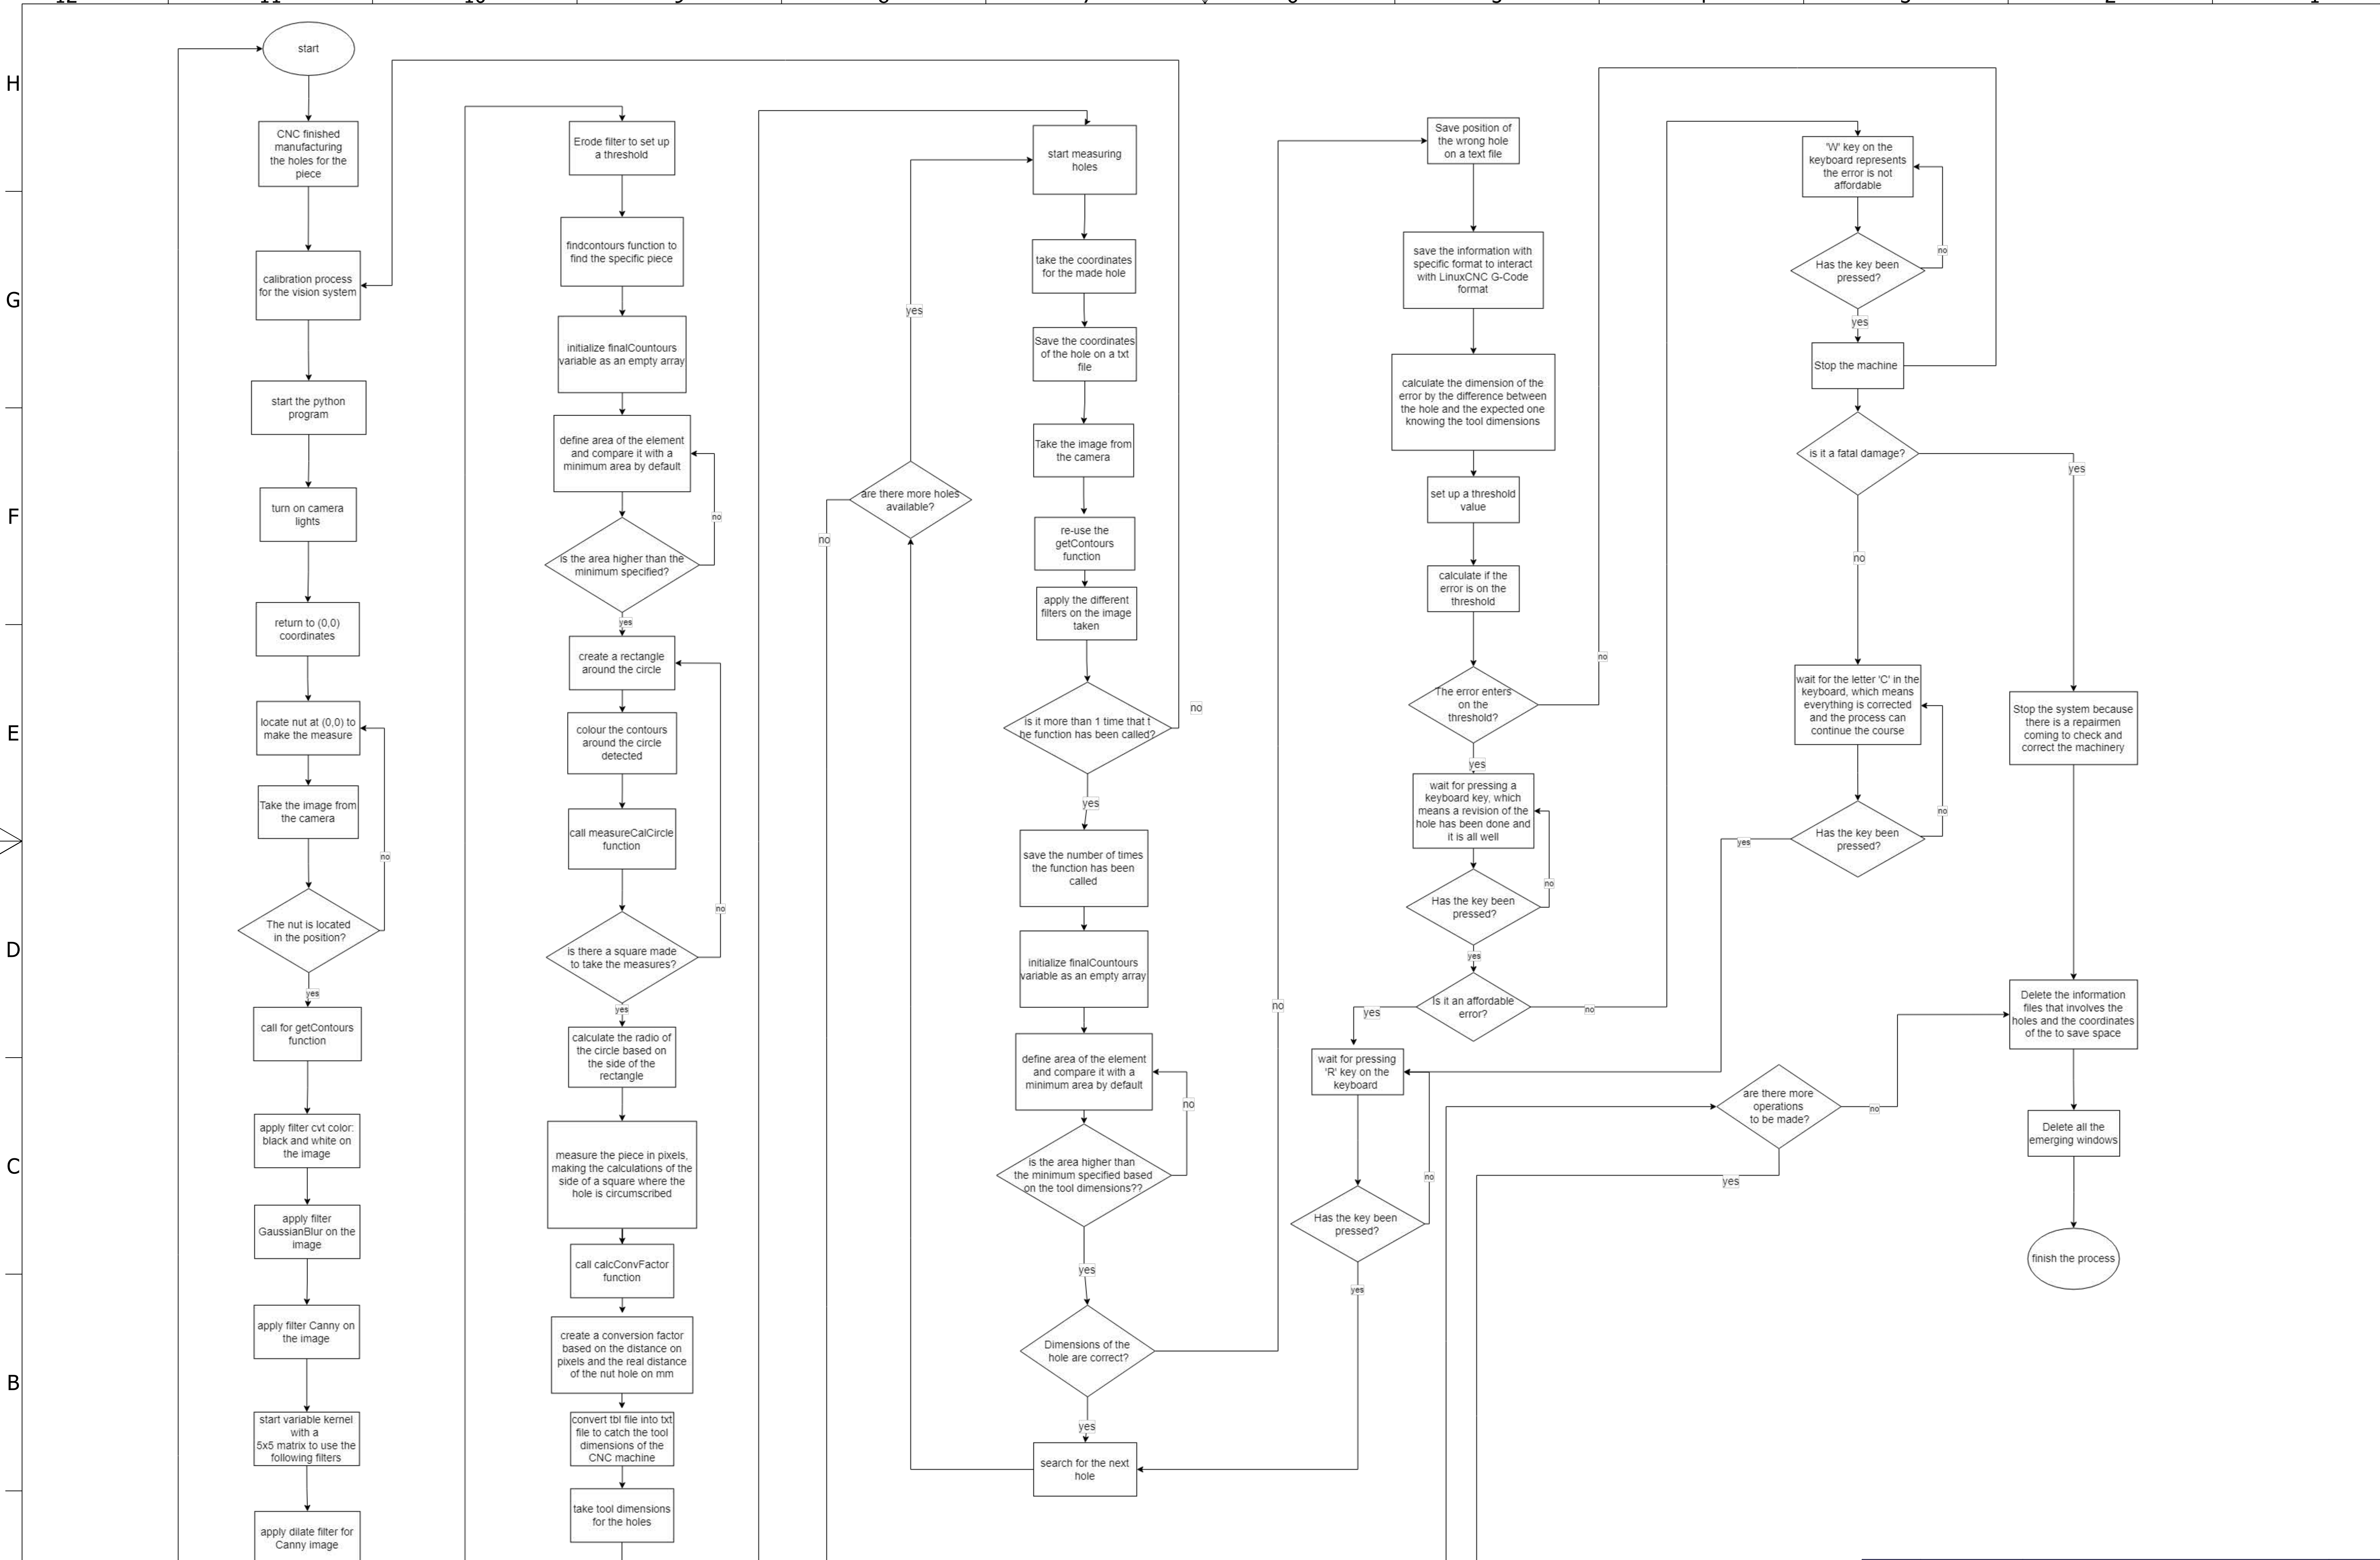 H
G
F
E
D
C
B
start
CNC finished
manufacturing
the holes for the
piece
calibration process
for the vision system
start the python
program
turn on camera
lights
return to (0,0)
coordinates
locate nut at (0,0) to
make the measure
Take the image from
the camera
no
The nut is located
in the position?
yes
call for getContours
function
apply filter cvt color:
black and white on
the image
apply filter
GaussianBlur on the
image
apply filter Canny on
the image
start variable kernel
with a
5x5 matrix to use the
following filters
apply dilate filter for
Canny image
Erode filter to set up
a threshold
findcontours function to
find the specific piece
initialize finalCountours
variable as an empty array
define area of the element
and compare it with a
minimum area by default
no
is the area higher than the
minimum specified?
yes
create a rectangle
around the circle
colour the contours
around the circle
detected
call measureCalCircle
function
no
is there a square made
to take the measures?
yes
calculate the radio of
the circle based on
the side of the
rectangle
measure the piece in pixels,
making the calculations of the
side of a square where the
hole is circumscribed
call calcConvFactor
function
create a conversion factor
based on the distance on
pixels and the real distance
of the nut hole on mm
convert tbl file into txt
file to catch the tool
dimensions of the
CNC machine
take tool dimensions
for the holes
yes
are there more holes
available?
no
start measuring
holes
take the coordinates
for the made hole
Save the coordinates
of the hole on a txt
file
Take the image from
the camera
re-use the
getContours
function
apply the different
filters on the image
taken
no
is it more than 1 time that t
he function has been called?
yes
save the number of times
the function has been
called
initialize finalCountours
variable as an empty array
define area of the element
and compare it with a
minimum area by default
no
is the area higher than
the minimum specified based
on the tool dimensions??
yes
Dimensions of the
hole are correct?
no
yes
search for the next
hole
Save position of
the wrong hole
on a text file
save the information with
specific format to interact
with LinuxCNC G-Code
format
calculate the dimension of the
error by the difference between
the hole and the expected one
knowing the tool dimensions
set up a threshold
value
calculate if the
error is on the
threshold
no
The error enters
on the
threshold?
yes
wait for pressing a
keyboard key, which
means a revision of the
hole has been done and
it is all well
no
Has the key been
pressed?
yes
Is it an affordable
error?
yes
no
wait for pressing
'R' key on the
keyboard
no
Has the key been
pressed?
yes
'W' key on the
keyboard represents
the error is not
affordable
no
Has the key been
pressed?
yes
Stop the machine
is it a fatal damage?
yes
no
wait for the letter 'C' in the
keyboard, which means
everything is corrected
and the process can
continue the course
no
Has the key been
pressed?
yes
are there more
operations
to be made?
no
yes
Stop the system because
there is a repairmen
coming to check and
correct the machinery
Delete the information
files that involves the
holes and the coordinates
of the to save space
Delete all the
emerging windows
finish the process